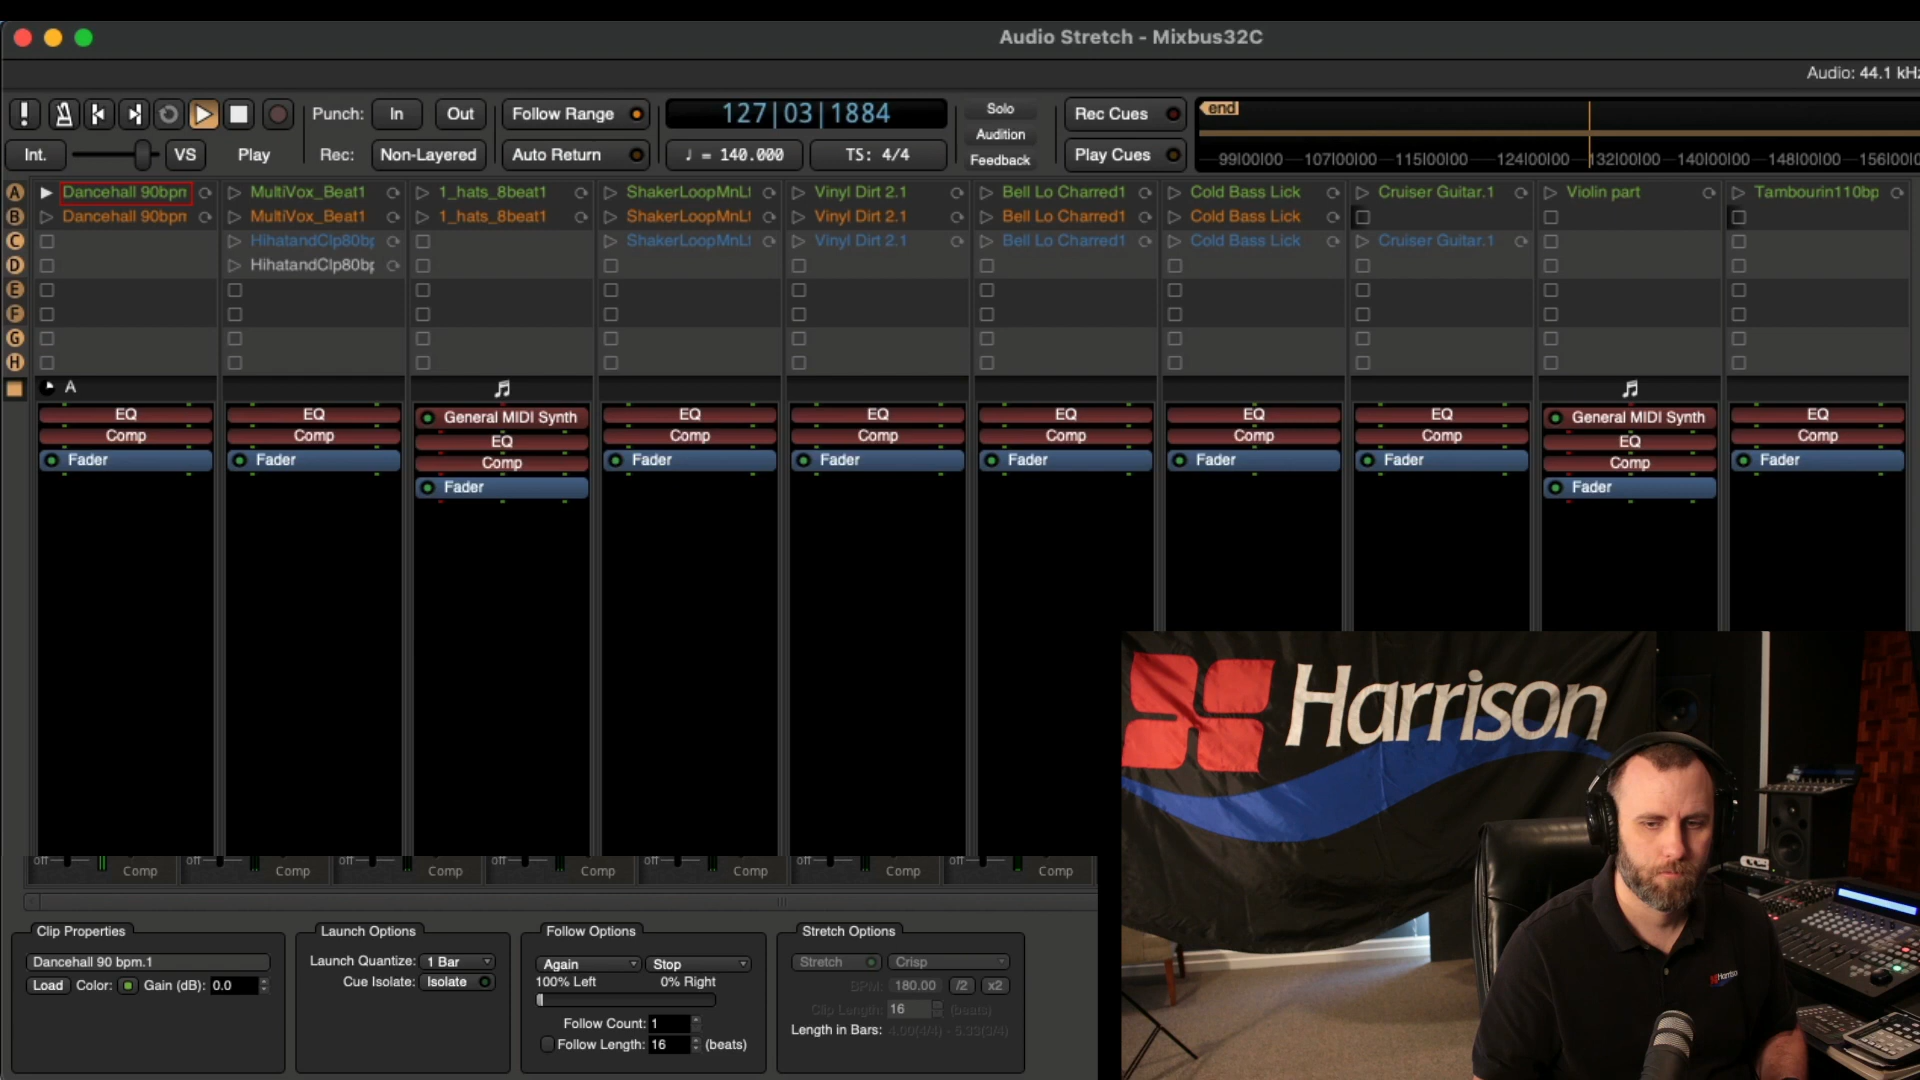 Audio Stretch - Mixbus32C
Audio: 44.1 kHz
Punch: In Out Follow Range 127|03|1884 Solo Rec Cues end
Audition
Int. VS Play Rec: Non-Layered Auto Return ♩ = 140.000 TS: 4/4 Feedback Play Cues 99|00|00 107|00|00 115|00|00 124|00|00 132|00|00 140|00|00 148|00|00 156|00|0
A Dancehall 90bpm MultiVox_Beat1 1_hats_8beat1 ShakerLoopMnL Vinyl Dirt 2.1 Bell Lo Charred1 Cold Bass Lick Cruiser Guitar.1 Violin part Tambourin110bp
B Dancehall 90bpm MultiVox_Beat1 1_hats_8beat1 ShakerLoopMnL Vinyl Dirt 2.1 Bell Lo Charred1 Cold Bass Lick
C HihatandClp80bp ShakerLoopMnL Vinyl Dirt 2.1 Bell Lo Charred1 Cold Bass Lick Cruiser Guitar.1
D HihatandClp80bp
E
F
G
H
A
EQ EQ General MIDI Synth EQ EQ EQ EQ EQ General MIDI Synth EQ
Comp Comp EQ Comp Comp Comp Comp Comp EQ Comp
Fader Fader Comp Fader Fader Fader Fader Fader Comp Fader
Fader Fader
off off off off off off off
Comp Comp Comp Comp Comp Comp Comp
Clip Properties Launch Options Follow Options Stretch Options
Dancehall 90 bpm.1 Launch Quantize: 1 Bar Again Stop Stretch Crisp
Load Color: Gain (dB): 0.0 Cue Isolate: Isolate 100% Left 0% Right BPM: 180.00 /2 x2
Follow Count: 1 Clip Length: 16 (beats)
Follow Length: 16 (beats) Length in Bars: 4.00(4/4) - 5.33(3/4)
Harrison